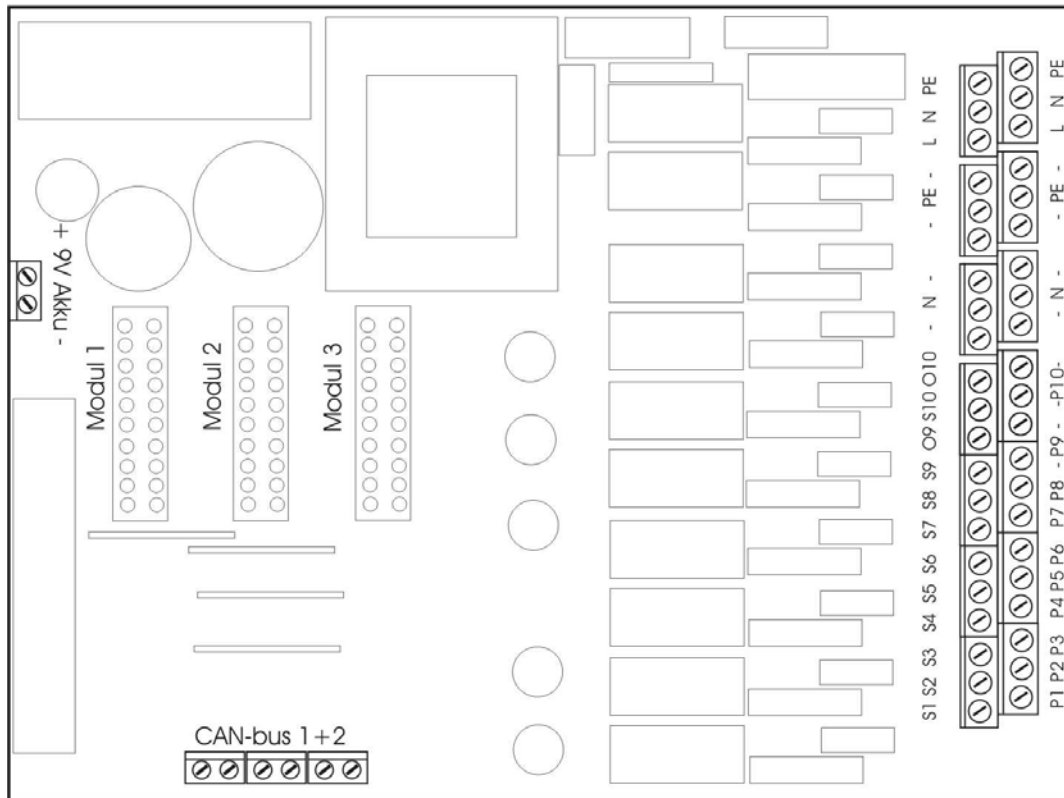 + 9V Akku -
Modul 1
Modul 2
Modul 3
CAN-bus 1+2
S1 S2 S3 S4 S5 S6 S7 S8 S9 O9 S10 O10 - N - - PE - L N PE
P1 P2 P3 P4 P5 P6 P7 P8 - P9 - -P10- - N - - PE - L N PE